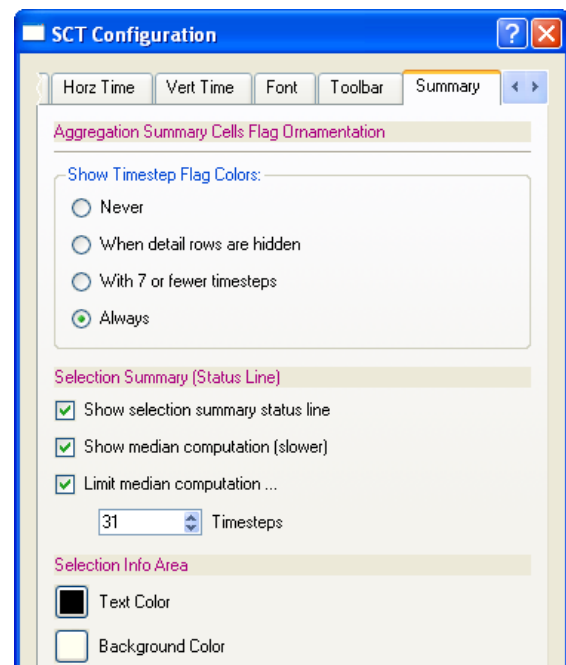 SCT Configuration
Horz Time Vert Time Font Toolbar Summary
Aggregation Summary Cells Flag Ornamentation
Show Timestep Flag Colors:
Never
When detail rows are hidden
With 7 or fewer timesteps
Always
Selection Summary (Status Line)
Show selection summary status line
Show median computation (slower)
Limit median computation ...
31 Timesteps
Selection Info Area
Text Color
Background Color